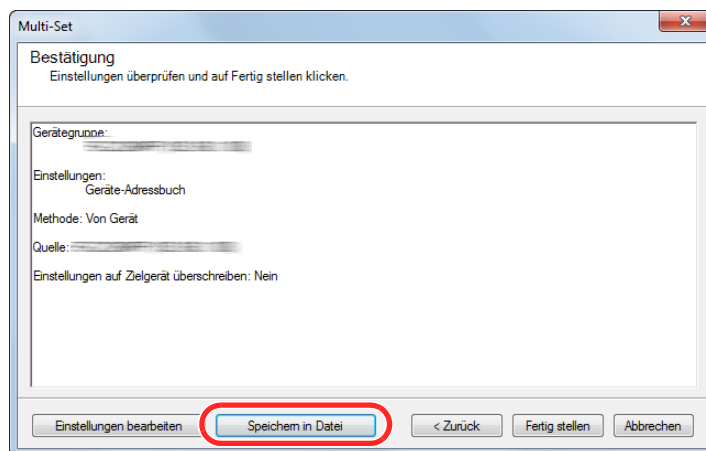 Multi-Set
Bestätigung
Einstellungen überprüfen und auf Fertig stellen klicken.
Gerätegruppe:
Einstellungen:
Geräte-Adressbuch
Methode: Von Gerät
Quelle:
Einstellungen auf Zielgerät überschreiben: Nein
Einstellungen bearbeiten
Speichern in Datei
< Zurück
Fertig stellen
Abbrechen